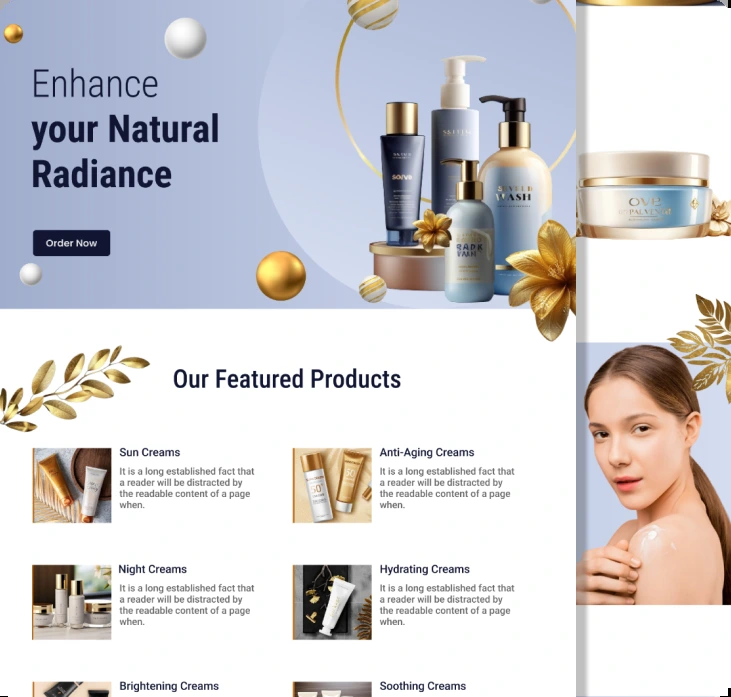 Enhance
your Natural
Radiance
Order Now
Our Featured Products
Sun Creams
It is a long established fact that
a reader will be distracted by
the readable content of a page
when.
Anti-Aging Creams
It is a long established fact that
a reader will be distracted by
the readable content of a page
when.
Night Creams
It is a long established fact that
a reader will be distracted by
the readable content of a page
when.
Hydrating Creams
It is a long established fact that
a reader will be distracted by
the readable content of a page
when.
Brightening Creams
Soothing Creams